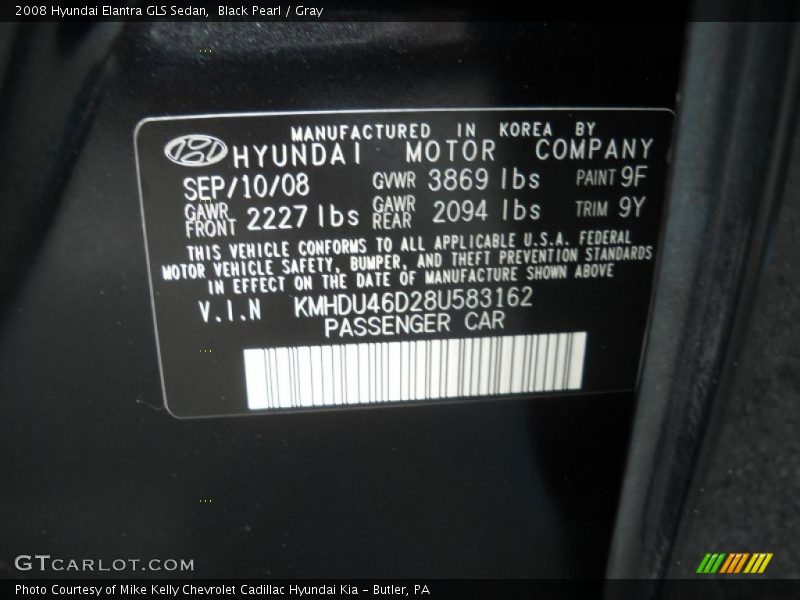 2008 Hyundai Elantra GLS Sedan, Black Pearl / Gray
MANUFACTURED IN KOREA BY
HYUNDAI MOTOR COMPANY
SEP/10/08 GVWR 3869 lbs PAINT 9F
GAWR FRONT 2227 lbs GAWR REAR 2094 lbs TRIM 9Y
THIS VEHICLE CONFORMS TO ALL APPLICABLE U.S.A. FEDERAL
MOTOR VEHICLE SAFETY, BUMPER, AND THEFT PREVENTION STANDARDS
IN EFFECT ON THE DATE OF MANUFACTURE SHOWN ABOVE
V.I.N KMHDU46D28U583162
PASSENGER CAR
GTCARLOT.COM
Photo Courtesy of Mike Kelly Chevrolet Cadillac Hyundai Kia - Butler, PA